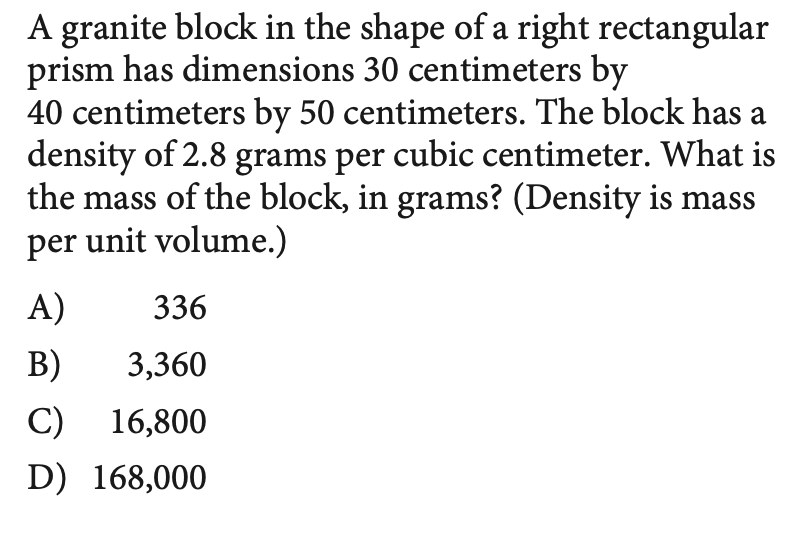 A granite block in the shape of a right rectangular
prism has dimensions 30 centimeters by
40 centimeters by 50 centimeters. The block has a
density of 2.8 grams per cubic centimeter. What is
the mass of the block, in grams? (Density is mass
per unit volume.)
A) 336
B) 3,360
C) 16,800
D) 168,000